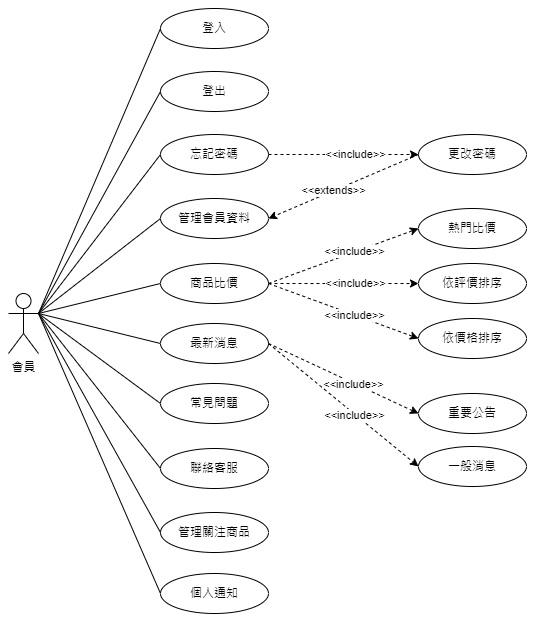 登入
登出
忘記密碼
<<include>>
更改密碼
<<extends>>
管理會員資料
熱門比價
<<include>>
商品比價
<<include>>
依評價排序
<<include>>
依價格排序
最新消息
會員
<<include>>
重要公告
常見問題
<<include>>
聯絡客服
一般消息
管理關注商品
個人通知